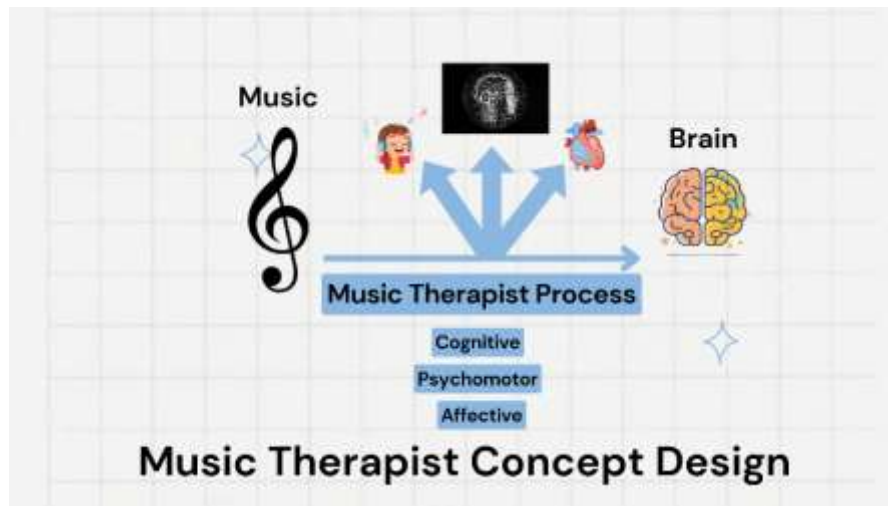 Music
Brain
Music Therapist Process
Cognitive
Psychomotor
Affective
Music Therapist Concept Design